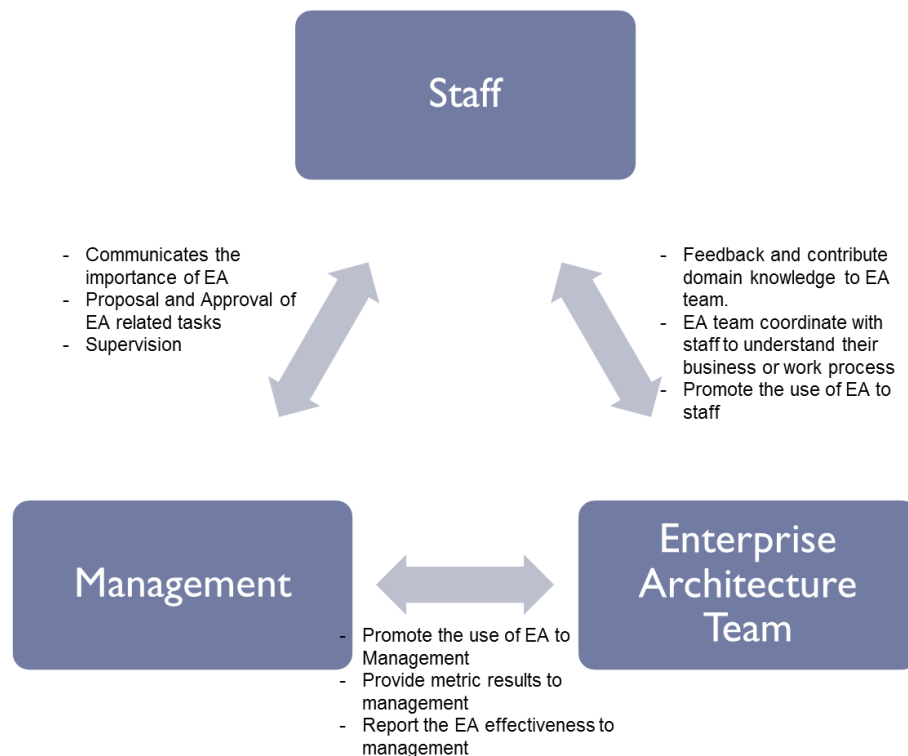 Staff
- Communicates the
importance of EA
- Proposal and Approval of
EA related tasks
- Supervision
- Feedback and contribute
domain knowledge to EA
team.
- EA team coordinate with
staff to understand their
business or work process
- Promote the use of EA to
staff
Management
Enterprise
Architecture
Team
- Promote the use of EA to
Management
- Provide metric results to
management
- Report the EA effectiveness to
management